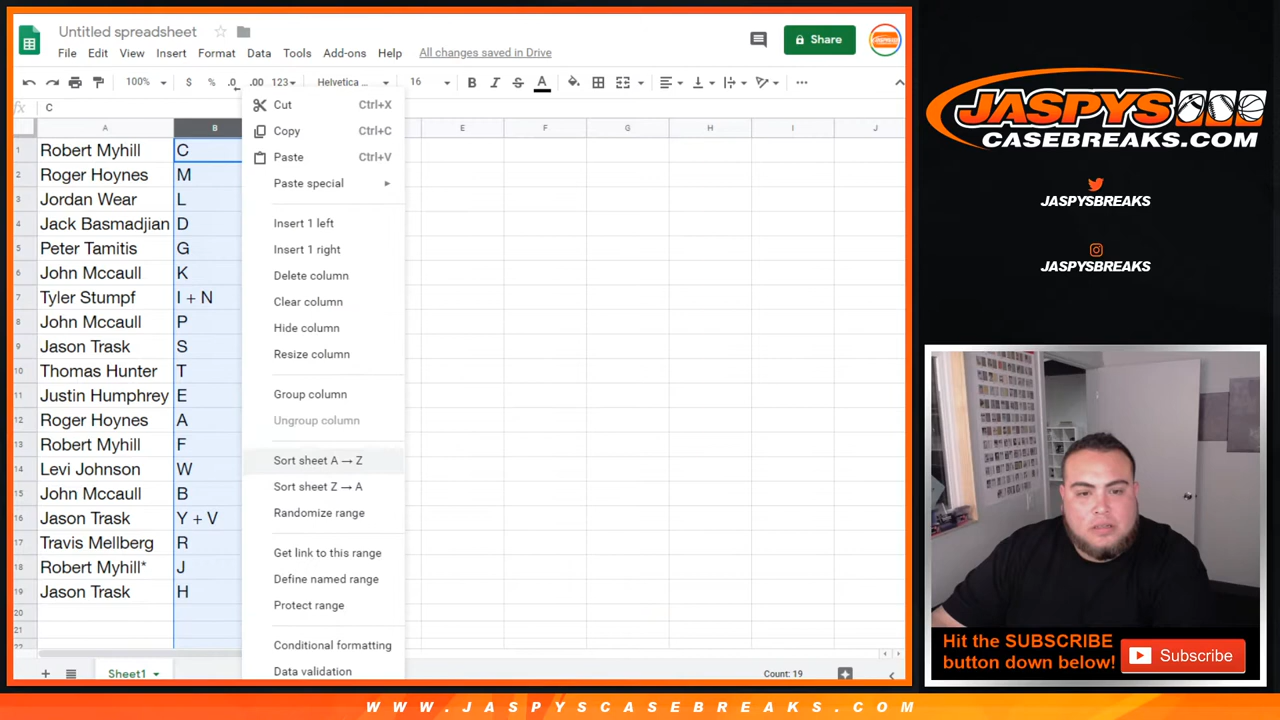 Untitled spreadsheet
File Edit View Insert Format Data Tools Add-ons Help All changes saved in Drive
Share
100% $ % .0 .00 123 Helvetica ... 16 B I S A
fx C
A B E F G H I J
1 Robert Myhill C
2 Roger Hoynes M
3 Jordan Wear L
4 Jack Basmadjian D
5 Peter Tamitis G
6 John Mccaull K
7 Tyler Stumpf I + N
8 John Mccaull P
9 Jason Trask S
10 Thomas Hunter T
11 Justin Humphrey E
12 Roger Hoynes A
13 Robert Myhill F
14 Levi Johnson W
15 John Mccaull B
16 Jason Trask Y + V
17 Travis Mellberg R
18 Robert Myhill* J
19 Jason Trask H
20
21
22
Cut Ctrl+X
Copy Ctrl+C
Paste Ctrl+V
Paste special
Insert 1 left
Insert 1 right
Delete column
Clear column
Hide column
Resize column
Group column
Ungroup column
Sort sheet A → Z
Sort sheet Z → A
Randomize range
Get link to this range
Define named range
Protect range
Conditional formatting
Data validation
Sheet1
Count: 19
JASPYS
CASEBREAKS.COM
JASPYSBREAKS
JASPYSBREAKS
Hit the SUBSCRIBE
button down below!
Subscribe
WWW.JASPYSCASEBREAKS.COM